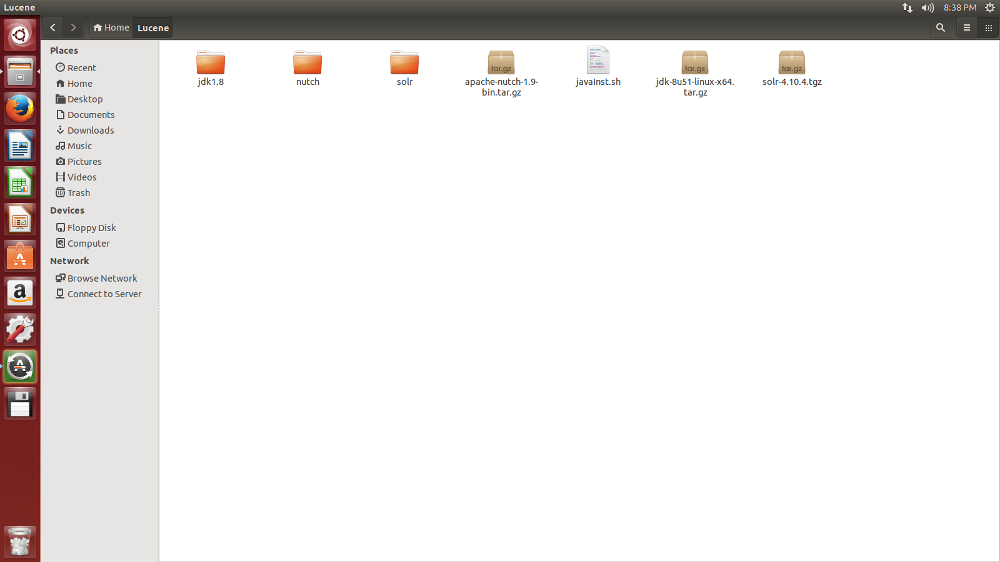 Lucene
8:38 PM
Home
Lucene
Places
Recent
Home
Desktop
Documents
Downloads
Music
Pictures
Videos
Trash
Devices
Floppy Disk
Computer
Network
Browse Network
Connect to Server
jdk1.8
nutch
solr
tar.gz
apache-nutch-1.9-
bin.tar.gz
javaInst.sh
tar.gz
jdk-8u51-linux-x64.
tar.gz
tar.gz
solr-4.10.4.tgz